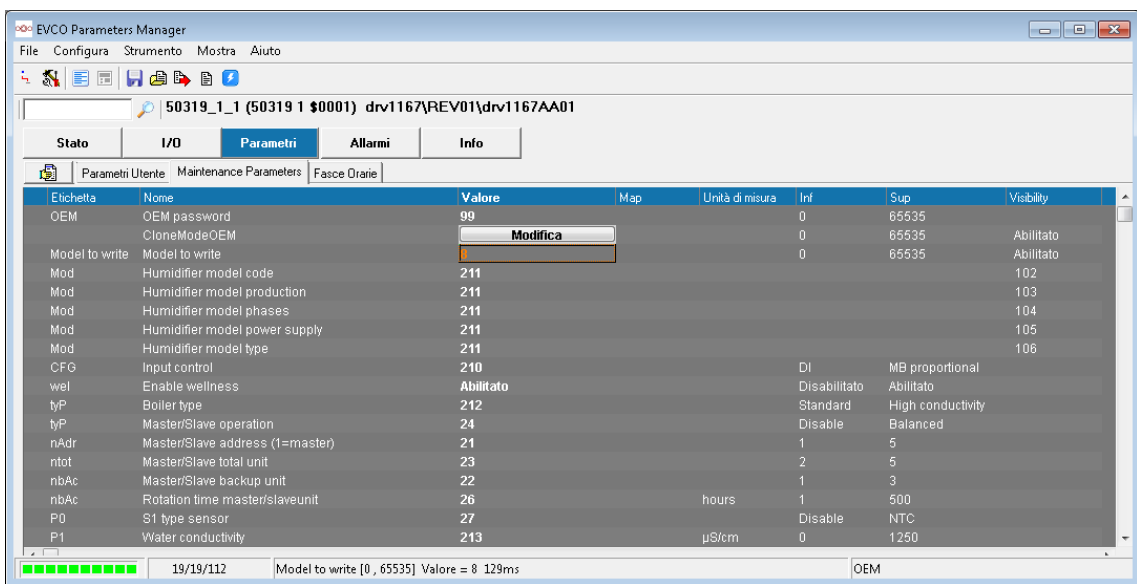 EVCO Parameters Manager
File Configura Strumento Mostra Aiuto
50319_1_1 (50319 1 $0001) drv1167\REV01\drv1167AA01
Stato I/O Parametri Allarmi Info
Parametri Utente Maintenance Parameters Fasce Orarie
Etichetta Nome Valore Map Unità di misura Inf Sup Visibility
OEM OEM password 99 0 65535
CloneModeOEM Modifica 0 65535 Abilitato
Model to write Model to write 8 0 65535 Abilitato
Mod Humidifier model code 211 102
Mod Humidifier model production 211 103
Mod Humidifier model phases 211 104
Mod Humidifier model power supply 211 105
Mod Humidifier model type 211 106
CFG Input control 210 DI MB proportional
wel Enable wellness Abilitato Disabilitato Abilitato
tyP Boiler type 212 Standard High conductivity
tyP Master/Slave operation 24 Disable Balanced
nAdr Master/Slave address (1=master) 21 1 5
ntot Master/Slave total unit 23 2 5
nbAc Master/Slave backup unit 22 1 3
nbAc Rotation time master/slaveunit 26 hours 1 500
P0 S1 type sensor 27 Disable NTC
P1 Water conductivity 213 µS/cm 0 1250
19/19/112 Model to write [0 , 65535] Valore = 8 129ms OEM